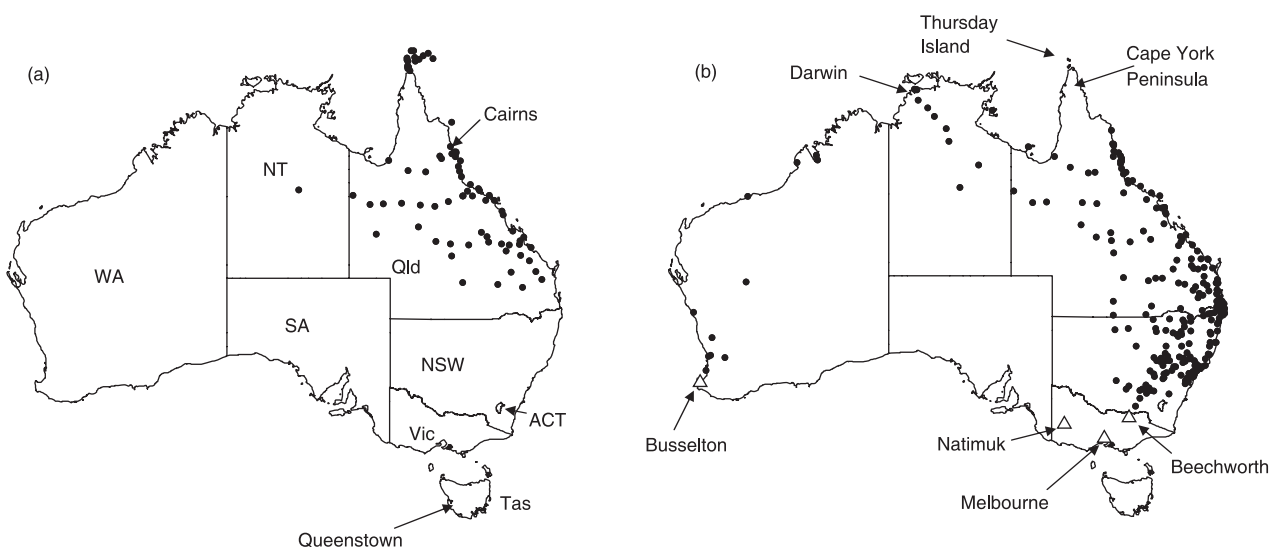 (a)
Cairns
NT
WA
Qld
SA
NSW
ACT
Vic
Tas
Queenstown
(b)
Thursday
Island
Cape York
Peninsula
Darwin
Busselton
Natimuk
Beechworth
Melbourne